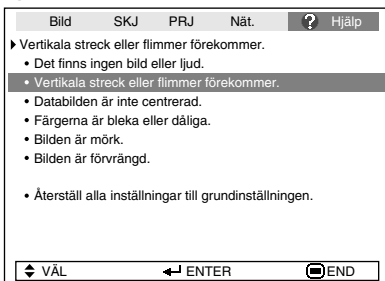 Bild SKJ PRJ Nät. ? Hjälp
Vertikala streck eller flimmer förekommer.
• Det finns ingen bild eller ljud.
• Vertikala streck eller flimmer förekommer.
• Databilden är inte centrerad.
• Färgerna är bleka eller dåliga.
• Bilden är mörk.
• Bilden är förvrängd.
• Återställ alla inställningar till grundinställningen.
VÄL ENTER END